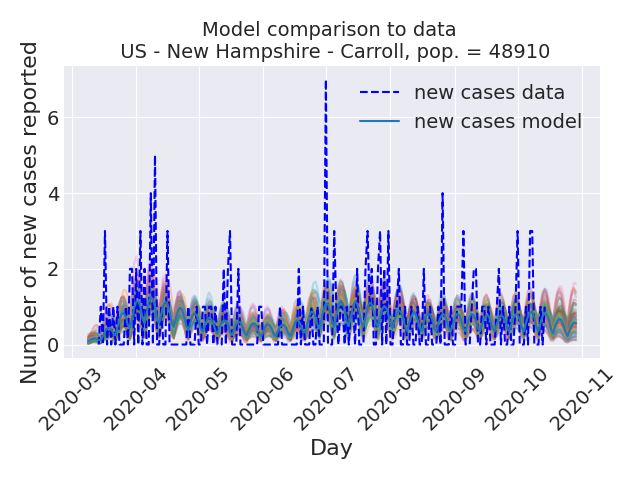 Model comparison to data
US - New Hampshire - Carroll, pop. = 48910
Number of new cases reported
6
4
2
0
new cases data
new cases model
2020-03
2020-04
2020-05
2020-06
2020-07
2020-08
2020-09
2020-10
2020-11
Day